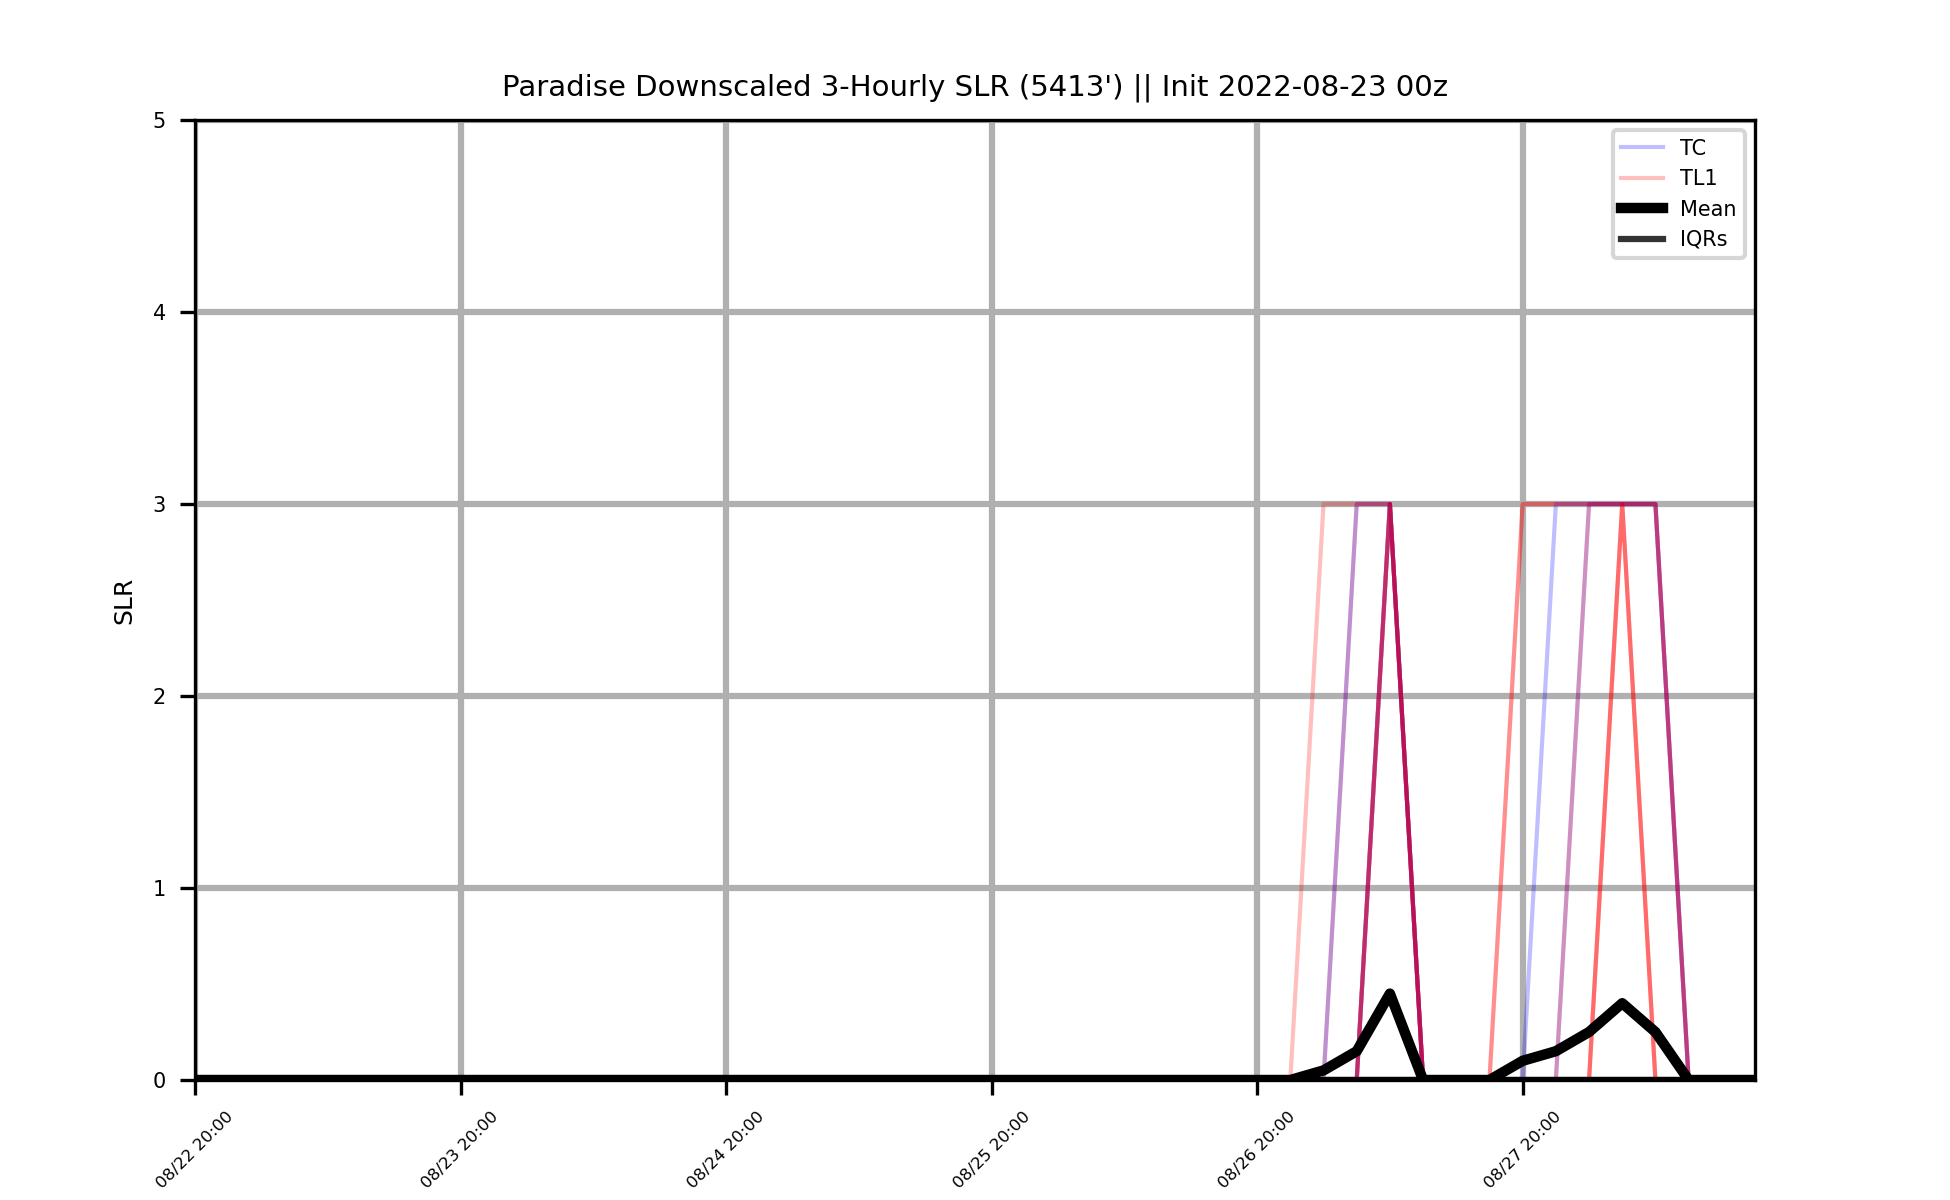 Paradise Downscaled 3-Hourly SLR (5413') || Init 2022-08-23 00z
5
4
3
2
1
0
SLR
TC
TL1
Mean
IQRs
08/22 20:00
08/23 20:00
08/24 20:00
08/25 20:00
08/26 20:00
08/27 20:00